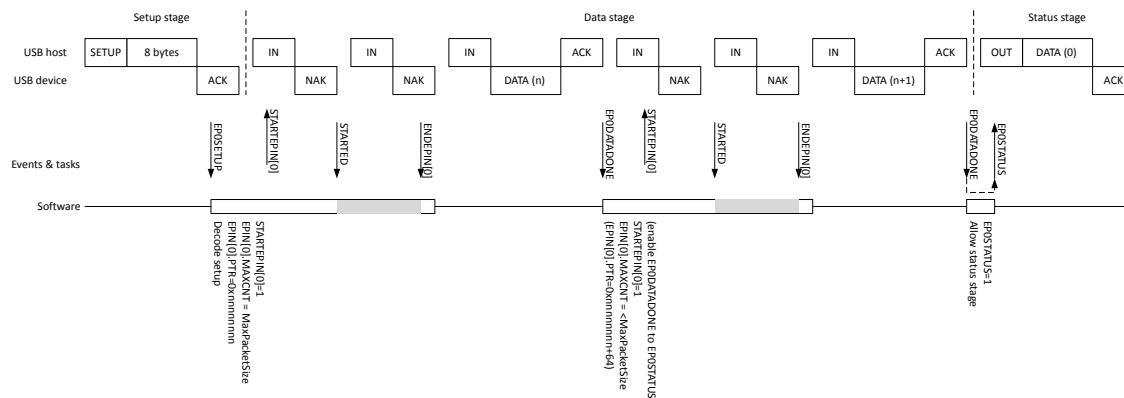 Setup stage
Data stage
Status stage
USB host
SETUP
8 bytes
IN
IN
IN
ACK
IN
IN
IN
ACK
OUT
DATA (0)
USB device
ACK
NAK
NAK
DATA (n)
NAK
NAK
DATA (n+1)
ACK
Events & tasks
EP0SETUP
STARTEPIN[0]
STARTED
ENDEPIN[0]
EP0DATADONE
STARTEPIN[0]
STARTED
ENDEPIN[0]
EP0DATADONE
EP0STATUS
Software
Decode setup
EPIN[0].PTR=0xnnnnnnnn
EPIN[0].MAXCNT = MaxPacketSize
STARTEPIN[0]=1
(EPIN[0].PTR=0xnnnnnnnn+64)
EPIN[0].MAXCNT = <MaxPacketSize
STARTEPIN[0]=1
(enable EP0DATADONE to EP0STATUS
Allow status stage
EP0STATUS=1